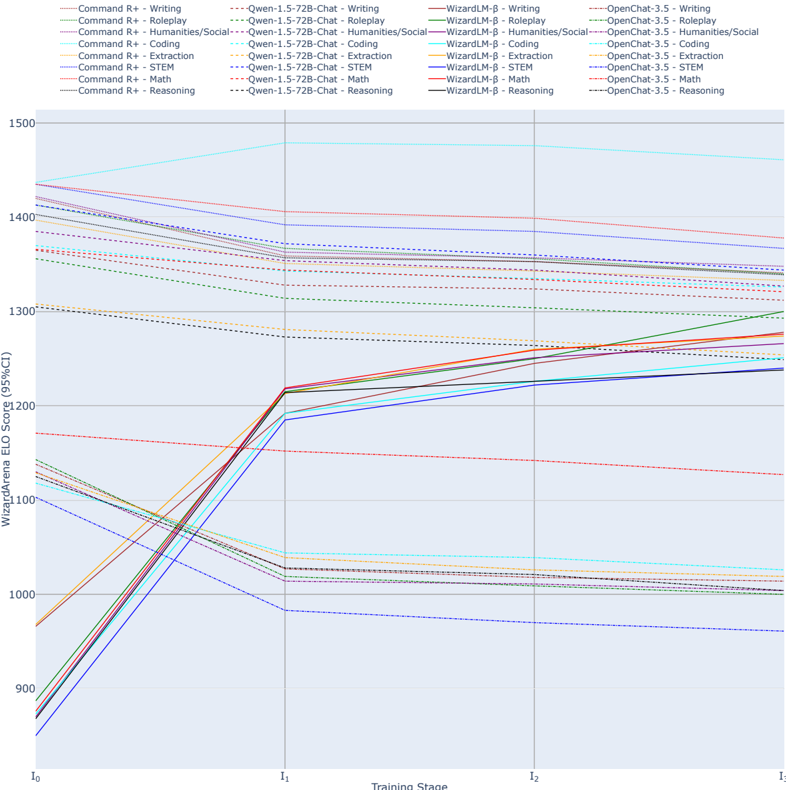 Command R+ - Writing Qwen-1.5-72B-Chat - Writing WizardLM-β - Writing OpenChat-3.5 - Writing
Command R+ - Roleplay Qwen-1.5-72B-Chat - Roleplay WizardLM-β - Roleplay OpenChat-3.5 - Roleplay
Command R+ - Humanities/Social Qwen-1.5-72B-Chat - Humanities/Social WizardLM-β - Humanities/Social OpenChat-3.5 - Humanities/Social
Command R+ - Coding Qwen-1.5-72B-Chat - Coding WizardLM-β - Coding OpenChat-3.5 - Coding
Command R+ - Extraction Qwen-1.5-72B-Chat - Extraction WizardLM-β - Extraction OpenChat-3.5 - Extraction
Command R+ - STEM Qwen-1.5-72B-Chat - STEM WizardLM-β - STEM OpenChat-3.5 - STEM
Command R+ - Math Qwen-1.5-72B-Chat - Math WizardLM-β - Math OpenChat-3.5 - Math
Command R+ - Reasoning Qwen-1.5-72B-Chat - Reasoning WizardLM-β - Reasoning OpenChat-3.5 - Reasoning
WizardArena ELO Score (95%CI)
1500
1400
1300
1200
1100
1000
900
I₀ I₁ I₂ I₃
Training Stage